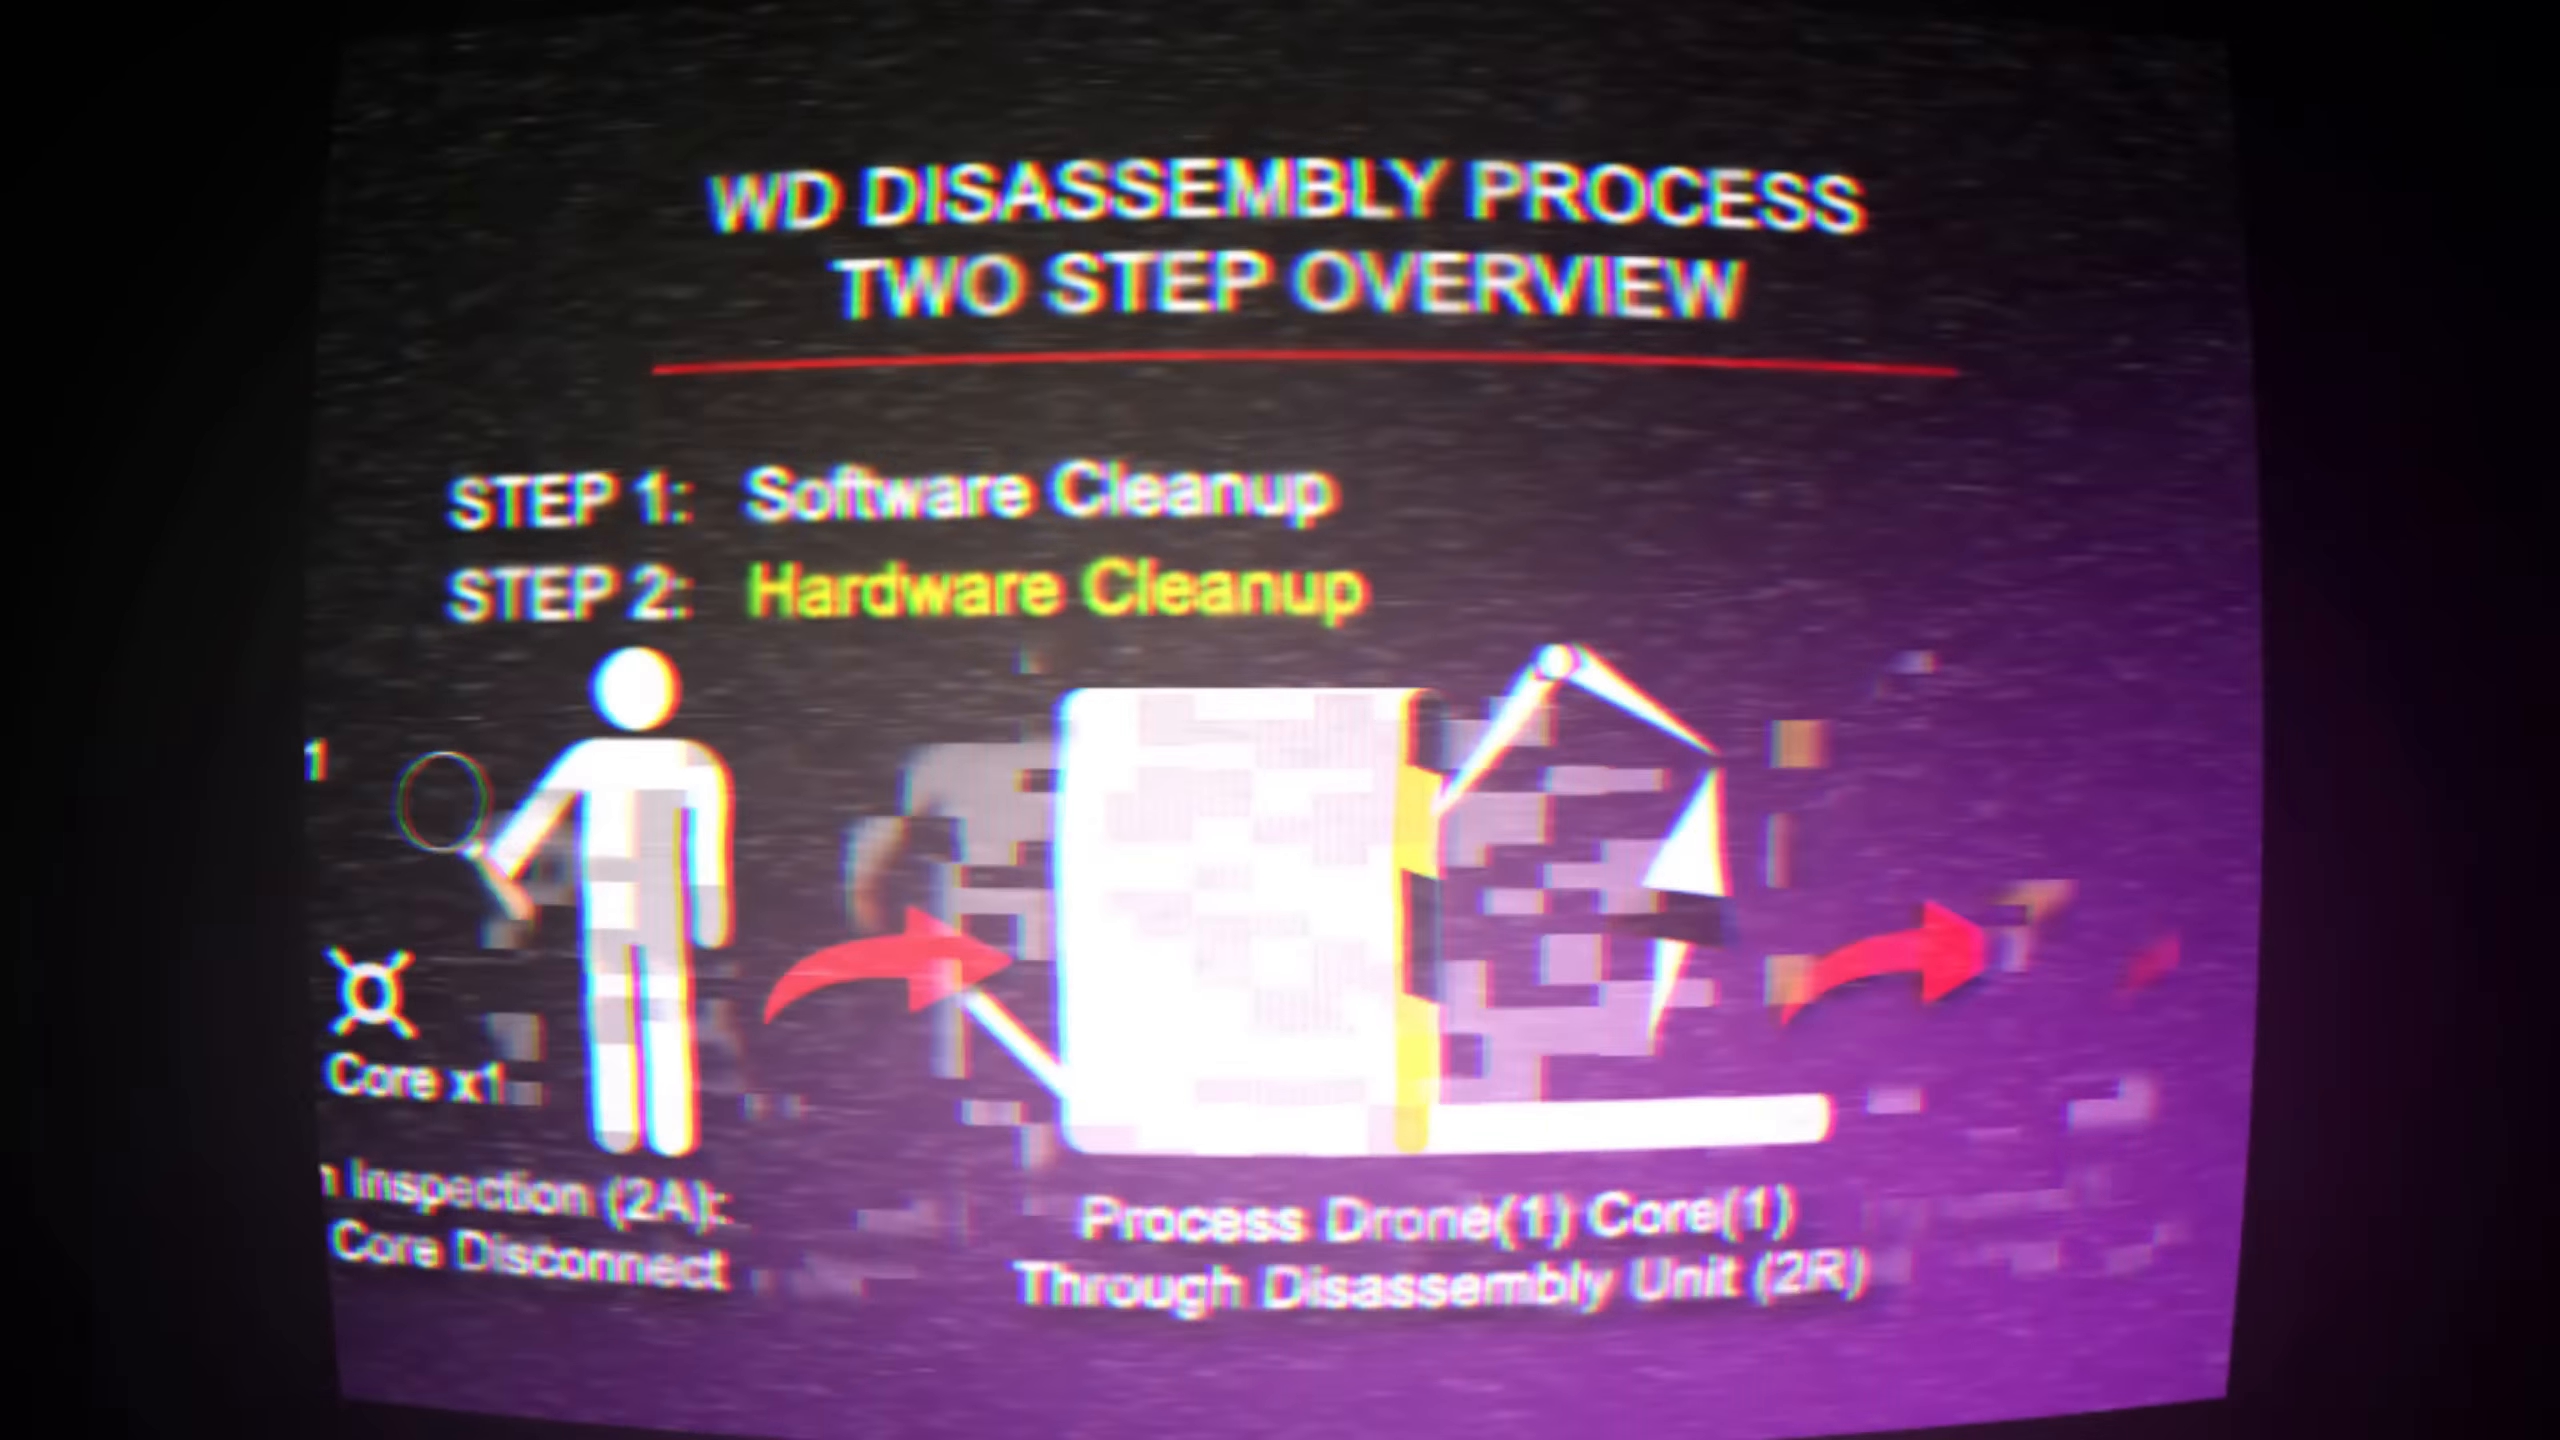 WD DISASSEMBLY PROCESS
TWO STEP OVERVIEW
STEP 1: Software Cleanup
STEP 2: Hardware Cleanup
1
Core x1
n Inspection (2A):
Core Disconnect
Process Drone(1) Core(1)
Through Disassembly Unit (2R)